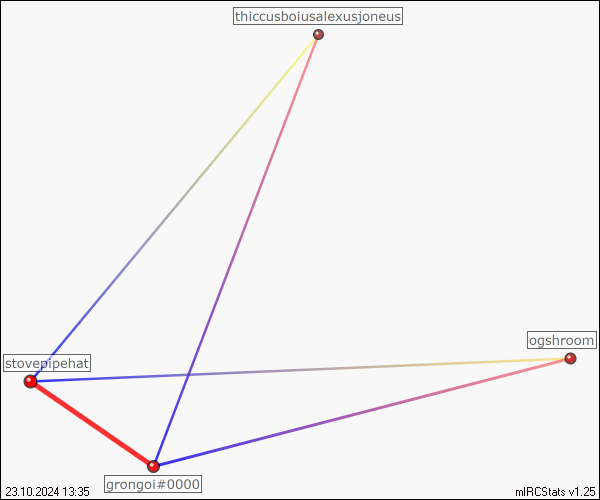 thiccusboiusalexusjoneus
ogshroom
stovepipehat
grongoi#0000
23.10.2024 13:35
mIRCStats v1.25